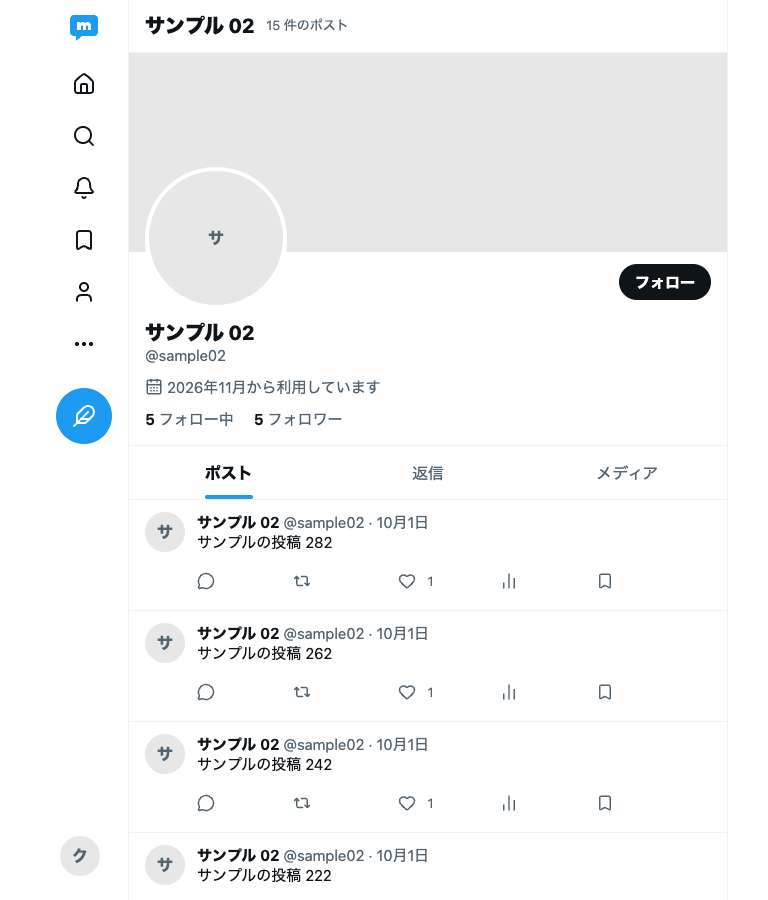 m
サンプル 02 15 件のポスト
サ
フォロー
サンプル 02
@sample02
2026年11月から利用しています
5 フォロー中 5 フォロワー
ポスト 返信 メディア
サ
サンプル 02 @sample02 · 10月1日
サンプルの投稿 282
1
サ
サンプル 02 @sample02 · 10月1日
サンプルの投稿 262
1
サ
サンプル 02 @sample02 · 10月1日
サンプルの投稿 242
1
サ
サンプル 02 @sample02 · 10月1日
サンプルの投稿 222
ク